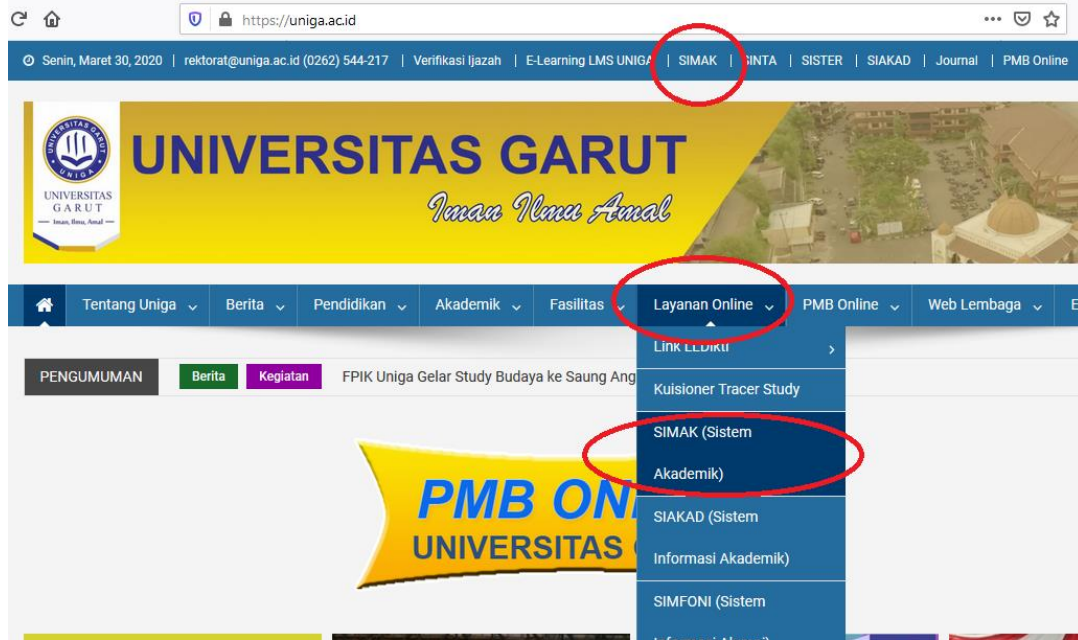 https://uniga.ac.id
Senin, Maret 30, 2020 | rektorat@uniga.ac.id (0262) 544-217 | Verifikasi Ijazah | E-Learning LMS UNIGA | SIMAK | SINTA | SISTER | SIAKAD | Journal | PMB Online
UNIVERSITAS GARUT
Iman Ilmu Amal
UNIVERSITAS
GARUT
Iman, Ilmu, Amal
Tentang Uniga Berita Pendidikan Akademik Fasilitas Layanan Online PMB Online Web Lembaga E
Link LLDikti
PENGUMUMAN Berita Kegiatan FPIK Uniga Gelar Study Budaya ke Saung Ang
Kuisioner Tracer Study
SIMAK (Sistem
Akademik)
PMB ON
UNIVERSITAS
SIAKAD (Sistem
Informasi Akademik)
SIMFONI (Sistem